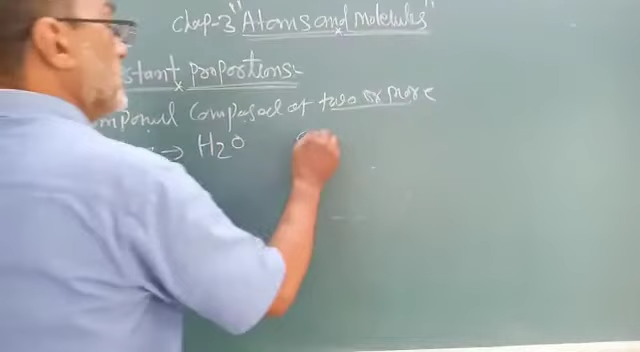 Chap-3 "Atoms and Molecules"
stant proportions:-
mpound composed of two or more
→ H2O